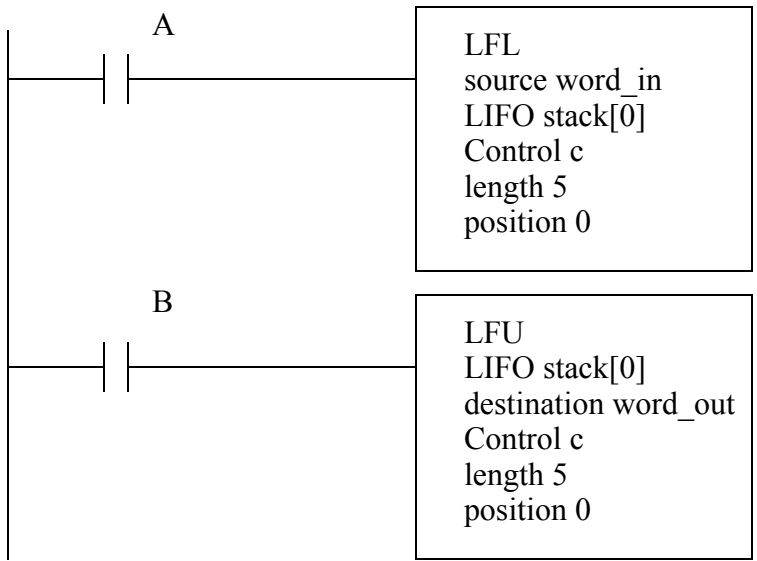 A
LFL
source word_in
LIFO stack[0]
Control c
length 5
position 0
B
LFU
LIFO stack[0]
destination word_out
Control c
length 5
position 0